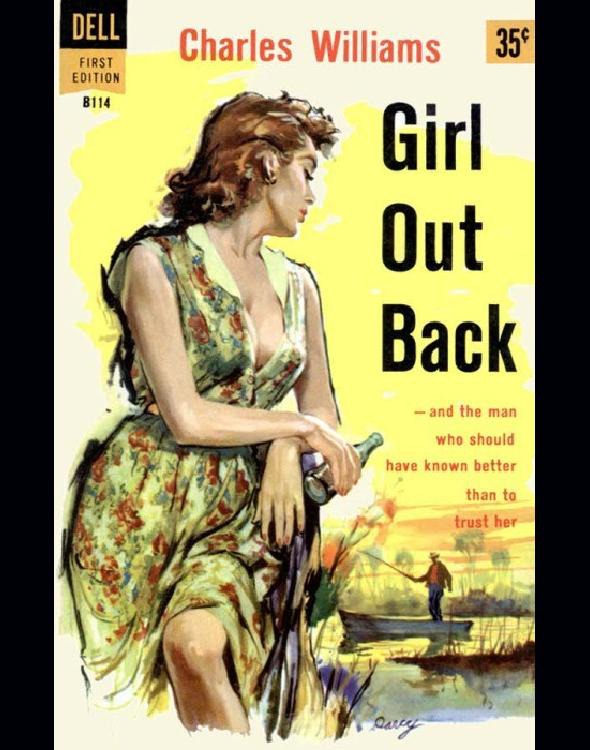 DELL
FIRST
EDITION
B114
Charles Williams
35¢
Girl
Out
Back
—and the man
who should
have known better
than to
trust her
Darcy